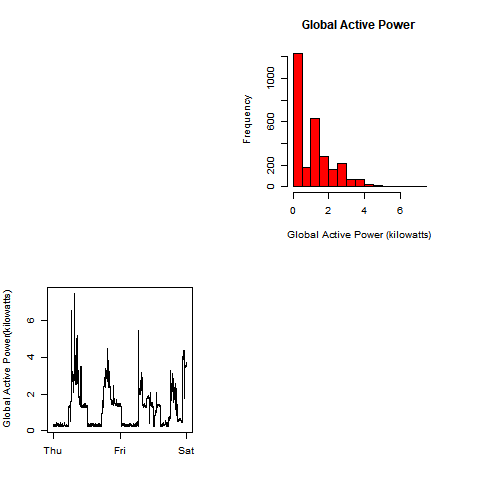 Global Active Power
Frequency
1000
600
200
0
0 2 4 6
Global Active Power (kilowatts)
Global Active Power(kilowatts)
6
4
2
0
Thu Fri Sat